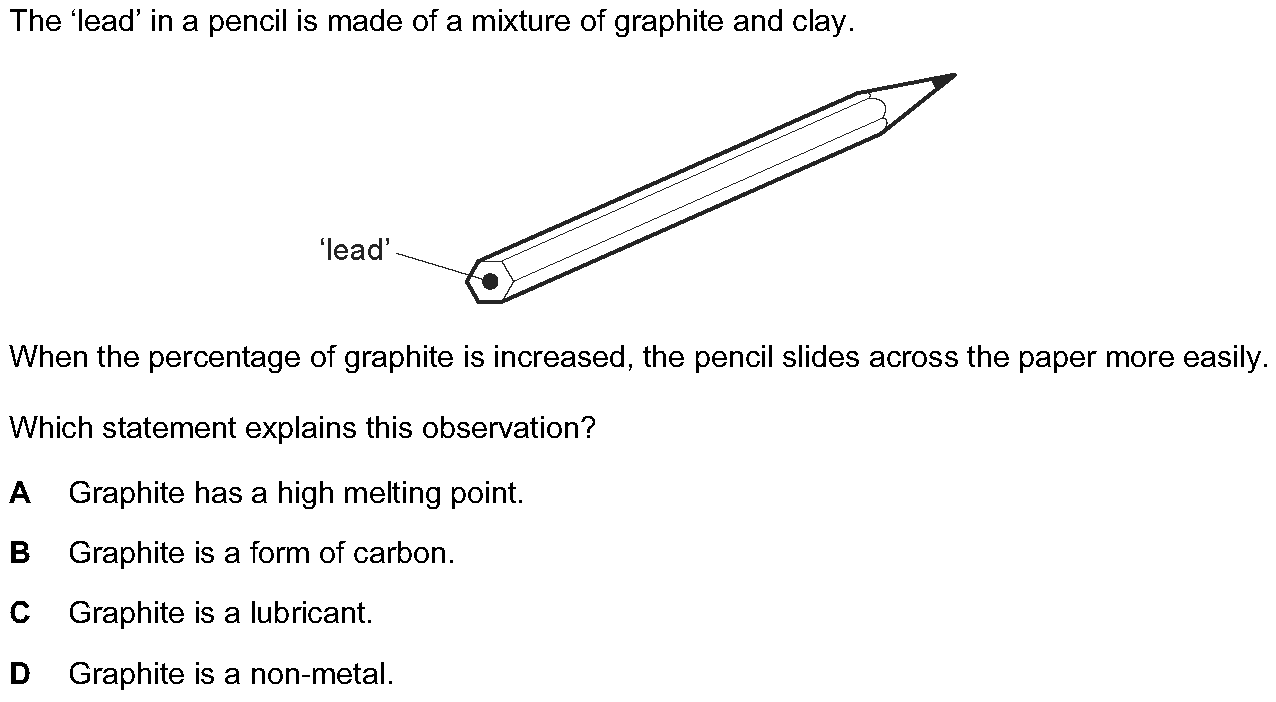 The ‘lead’ in a pencil is made of a mixture of graphite and clay.
‘lead’
When the percentage of graphite is increased, the pencil slides across the paper more easily.
Which statement explains this observation?
A Graphite has a high melting point.
B Graphite is a form of carbon.
C Graphite is a lubricant.
D Graphite is a non-metal.